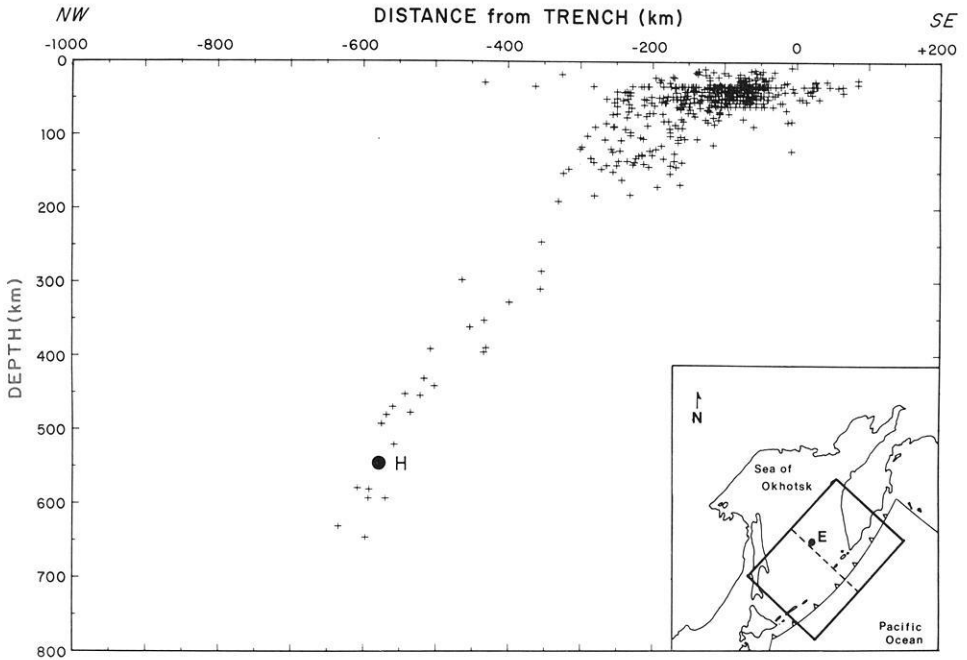 NW DISTANCE from TRENCH (km) SE
-1000 -800 -600 -400 -200 0 +200
0
100
200
300
400
500
600
700
800
DEPTH (km)
H
N
Sea of
Okhotsk
E
Pacific
Ocean